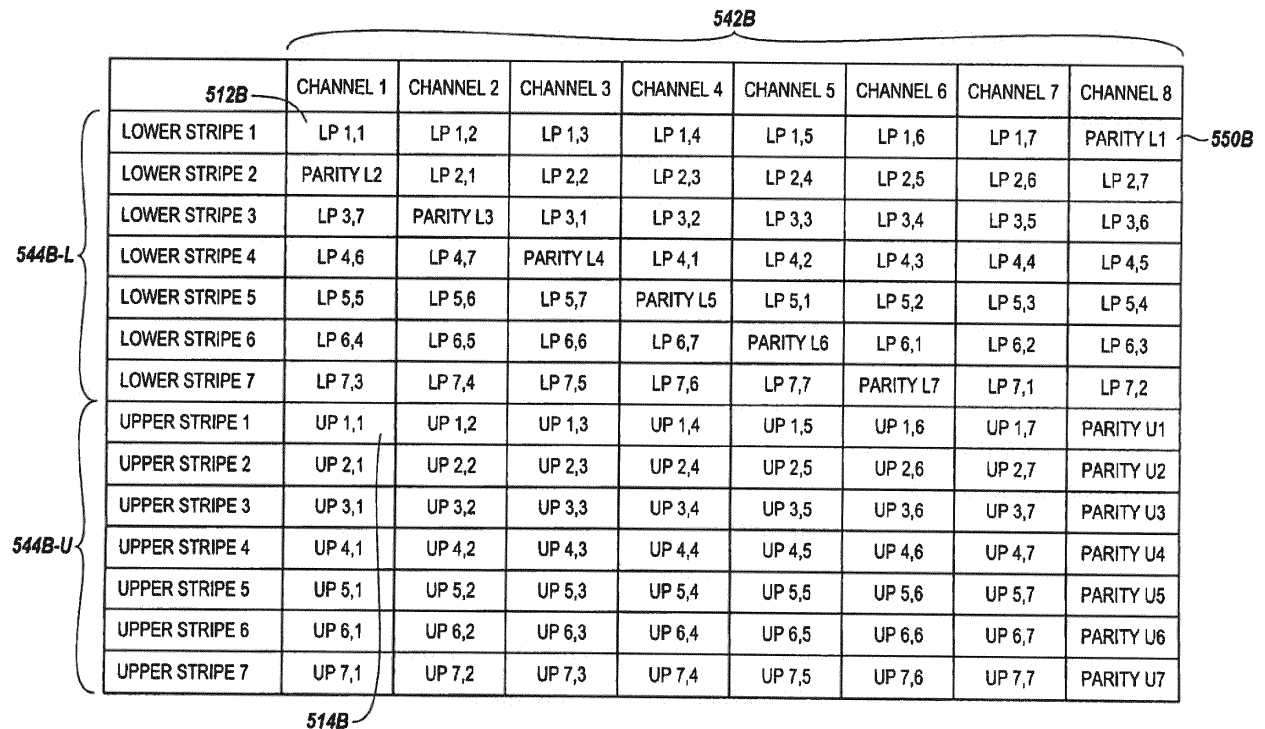 542B
CHANNEL 1 CHANNEL 2 CHANNEL 3 CHANNEL 4 CHANNEL 5 CHANNEL 6 CHANNEL 7 CHANNEL 8
512B
LOWER STRIPE 1 LP 1,1 LP 1,2 LP 1,3 LP 1,4 LP 1,5 LP 1,6 LP 1,7 PARITY L1 550B
LOWER STRIPE 2 PARITY L2 LP 2,1 LP 2,2 LP 2,3 LP 2,4 LP 2,5 LP 2,6 LP 2,7
LOWER STRIPE 3 LP 3,7 PARITY L3 LP 3,1 LP 3,2 LP 3,3 LP 3,4 LP 3,5 LP 3,6
544B-L LOWER STRIPE 4 LP 4,6 LP 4,7 PARITY L4 LP 4,1 LP 4,2 LP 4,3 LP 4,4 LP 4,5
LOWER STRIPE 5 LP 5,5 LP 5,6 LP 5,7 PARITY L5 LP 5,1 LP 5,2 LP 5,3 LP 5,4
LOWER STRIPE 6 LP 6,4 LP 6,5 LP 6,6 LP 6,7 PARITY L6 LP 6,1 LP 6,2 LP 6,3
LOWER STRIPE 7 LP 7,3 LP 7,4 LP 7,5 LP 7,6 LP 7,7 PARITY L7 LP 7,1 LP 7,2
UPPER STRIPE 1 UP 1,1 UP 1,2 UP 1,3 UP 1,4 UP 1,5 UP 1,6 UP 1,7 PARITY U1
UPPER STRIPE 2 UP 2,1 UP 2,2 UP 2,3 UP 2,4 UP 2,5 UP 2,6 UP 2,7 PARITY U2
UPPER STRIPE 3 UP 3,1 UP 3,2 UP 3,3 UP 3,4 UP 3,5 UP 3,6 UP 3,7 PARITY U3
544B-U UPPER STRIPE 4 UP 4,1 UP 4,2 UP 4,3 UP 4,4 UP 4,5 UP 4,6 UP 4,7 PARITY U4
UPPER STRIPE 5 UP 5,1 UP 5,2 UP 5,3 UP 5,4 UP 5,5 UP 5,6 UP 5,7 PARITY U5
UPPER STRIPE 6 UP 6,1 UP 6,2 UP 6,3 UP 6,4 UP 6,5 UP 6,6 UP 6,7 PARITY U6
UPPER STRIPE 7 UP 7,1 UP 7,2 UP 7,3 UP 7,4 UP 7,5 UP 7,6 UP 7,7 PARITY U7
514B